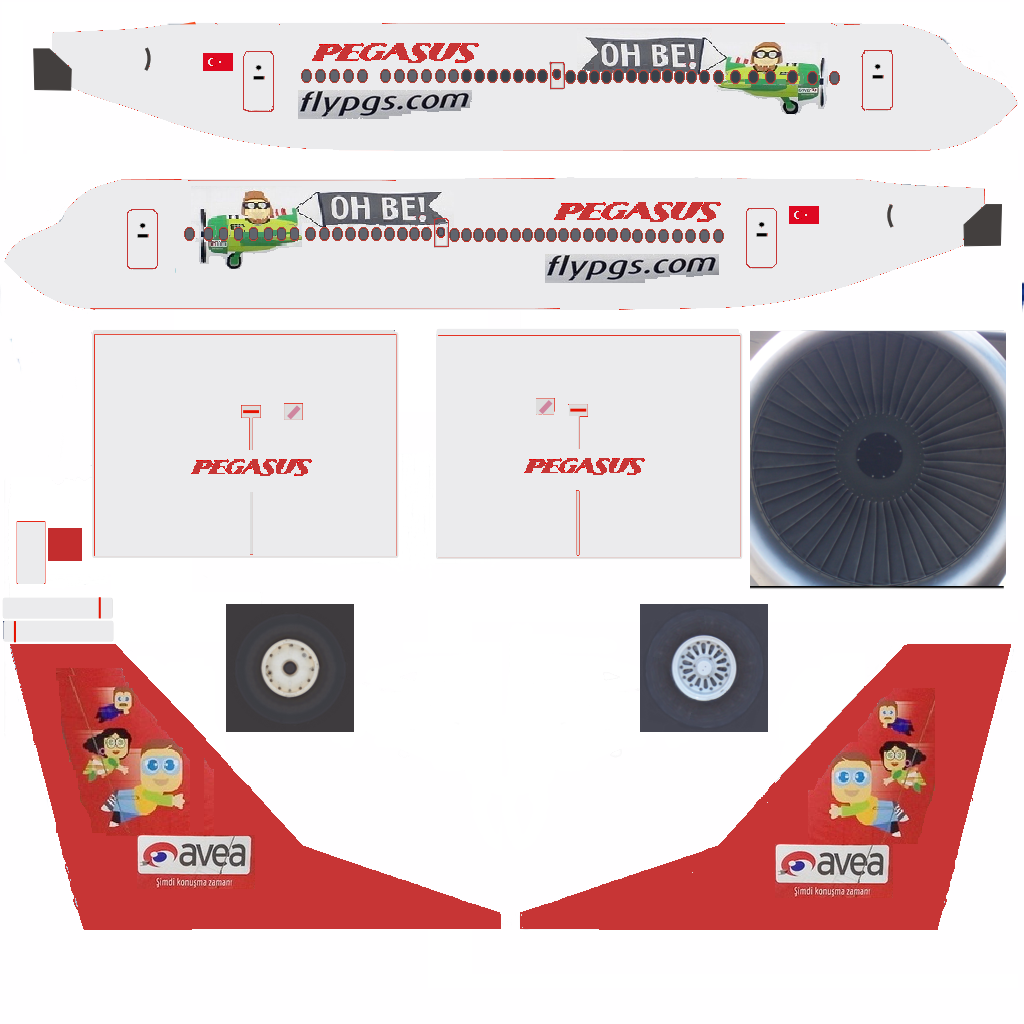 PEGASUS
OH BE!
flypgs.com
OH BE!
PEGASUS
flypgs.com
PEGASUS
PEGASUS
avea
Şimdi konuşma zamanı
avea
Şimdi konuşma zamanı